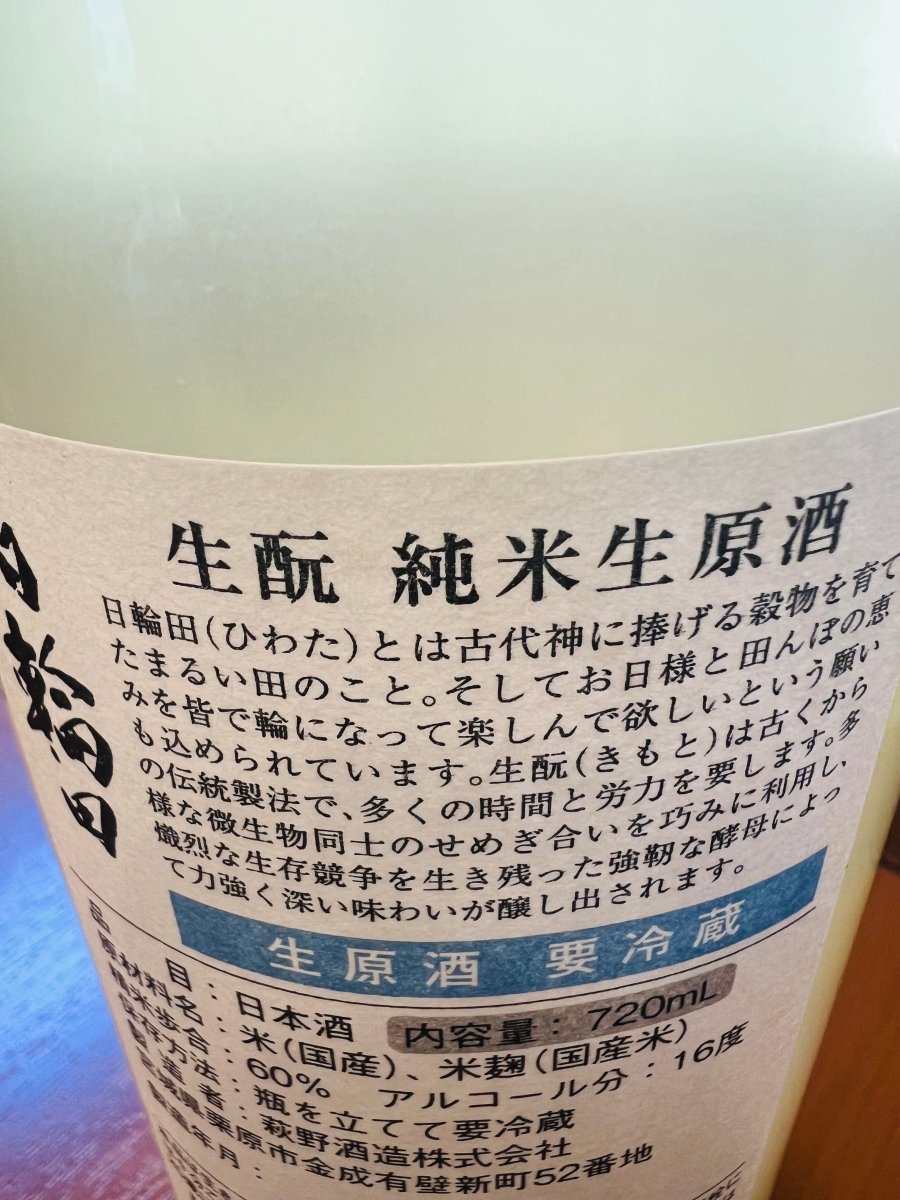 日輪田
生酛 純米生原酒
日輪田(ひわた)とは古代神に捧げる穀物を育て
たまるい田のこと。そしてお日様と田んぼの恵
みを皆で輪になって楽しんで欲しいという願い
も込められています。生酛(きもと)は古くから
の伝統製法で、多くの時間と労力を要します。多
様な微生物同士のせめぎ合いを巧みに利用し、
熾烈な生存競争を生き残った強靭な酵母によっ
て力強く深い味わいが醸し出されます。
生原酒 要冷蔵
品目:日本酒 内容量:720mL
原材料名:米(国産)、米麹(国産米)
精米歩合:60% アルコール分:16度
保存方法:瓶を立てて要冷蔵
製造者:萩野酒造株式会社
宮城県栗原市金成有壁新町52番地
製造年月: